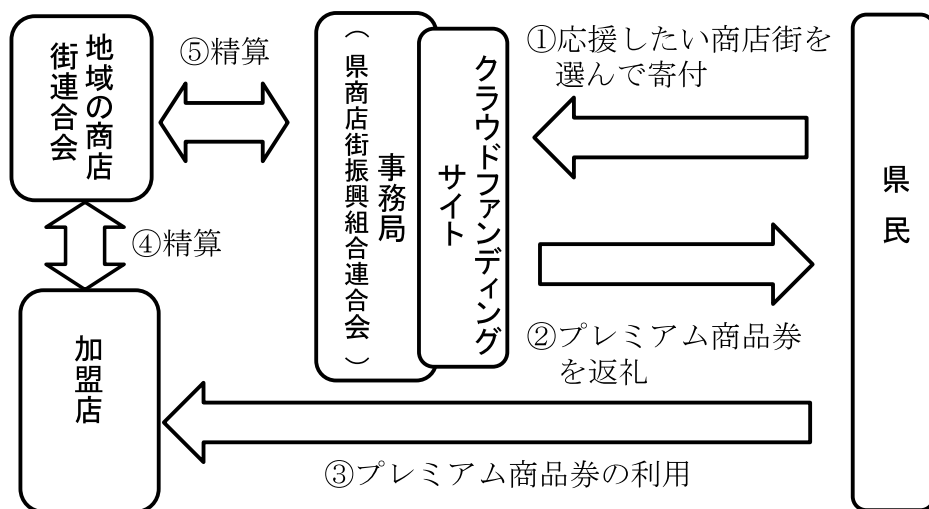 地域の商店
街連合会
⑤精算
事務局
（県商店街振興組合連合会）
クラウドファンディング
サイト
①応援したい商店街を
選んで寄付
県民
④精算
②プレミアム商品券
を返礼
加盟店
③プレミアム商品券の利用